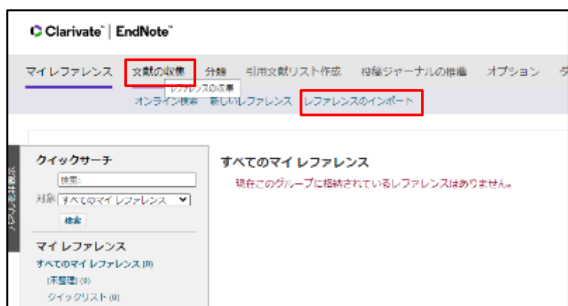 Clarivate™ | EndNote™
マイレファレンス 文献の収集 分類 引用文献リスト作成 投稿ジャーナルの推薦 オプション
レファレンスの収集
オンライン検索 新しいレファレンス レファレンスのインポート
クイックサーチ
検索:
対象 すべてのマイ レファレンス
検索
すべてのマイ レファレンス
現在このグループに格納されているレファレンスはありません。
マイ レファレンス
すべてのマイ レファレンス (0)
[未整理] (0)
クイックリスト (0)